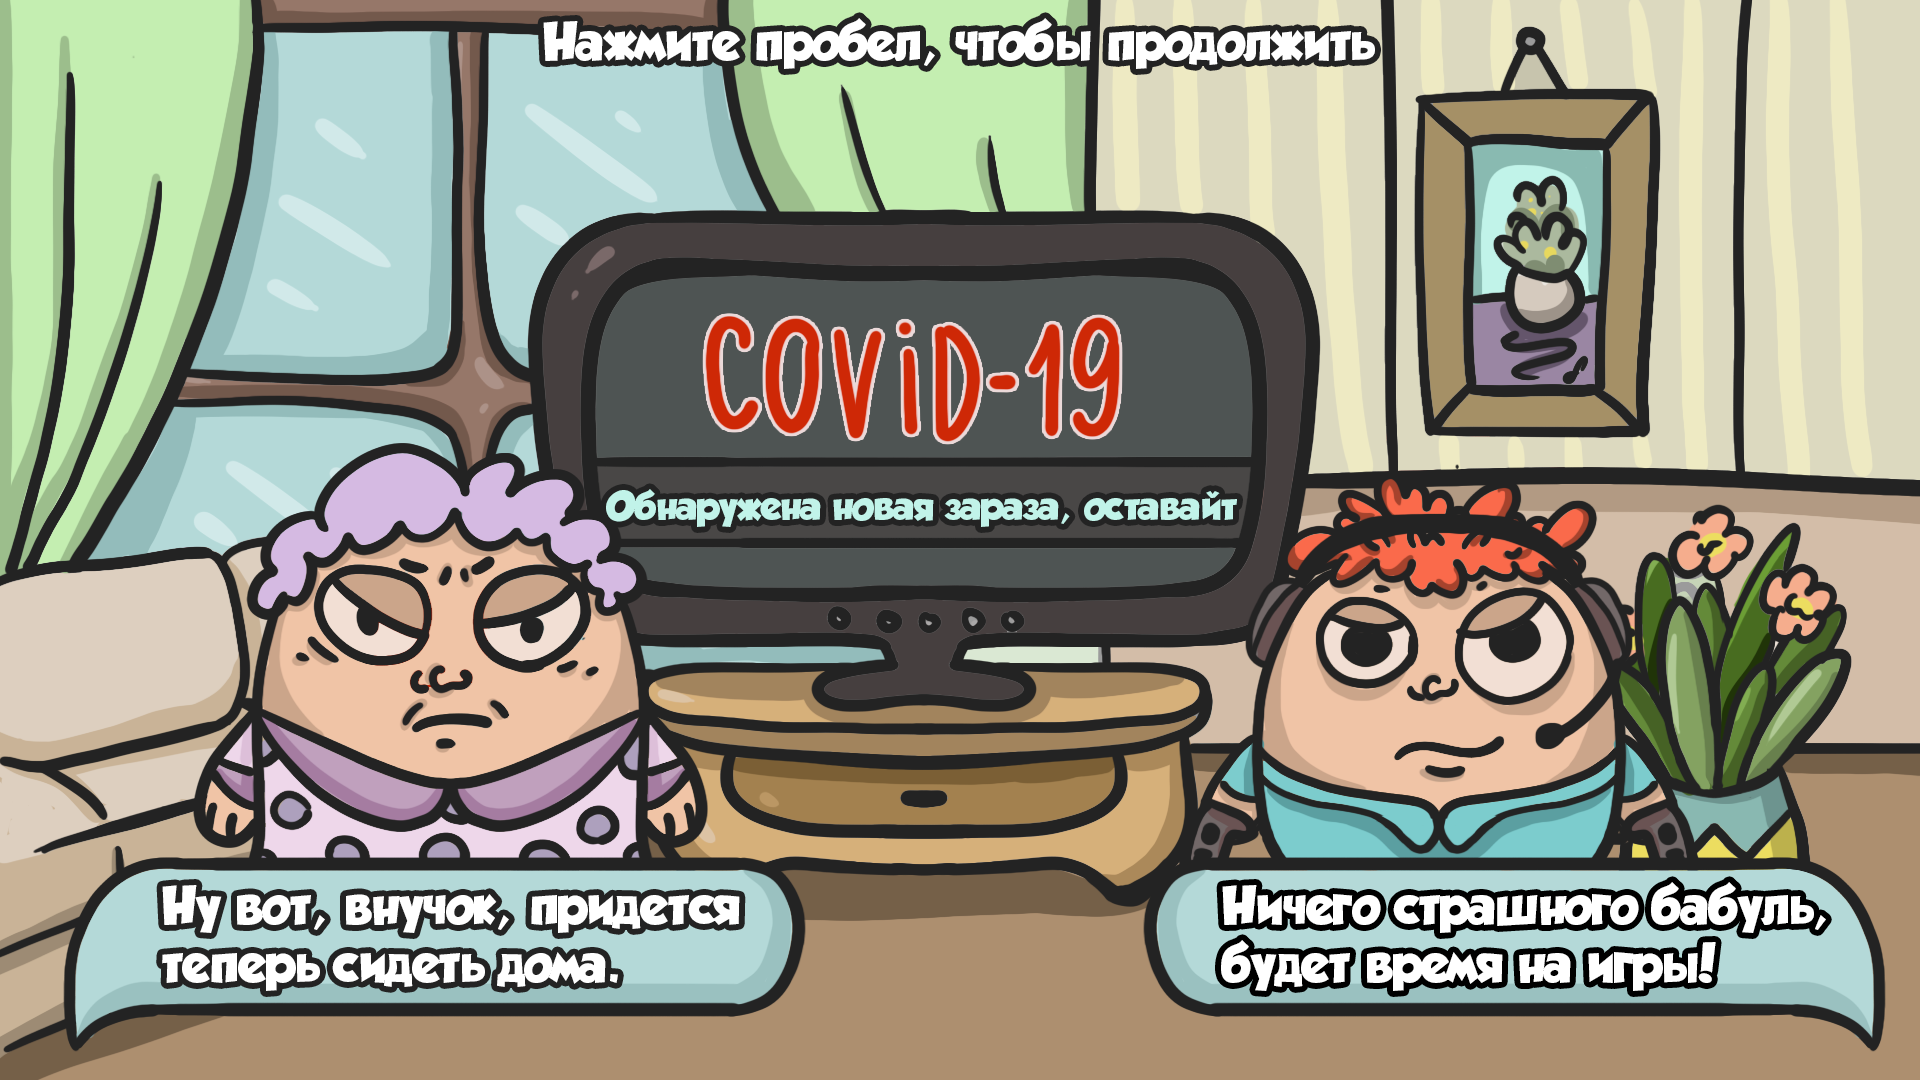 Нажмите пробел, чтобы продолжить
COViD-19
Обнаружена новая зараза, оставайт
Ну вот, внучок, придется
теперь сидеть дома.
Ничего страшного бабуль,
будет время на игры!